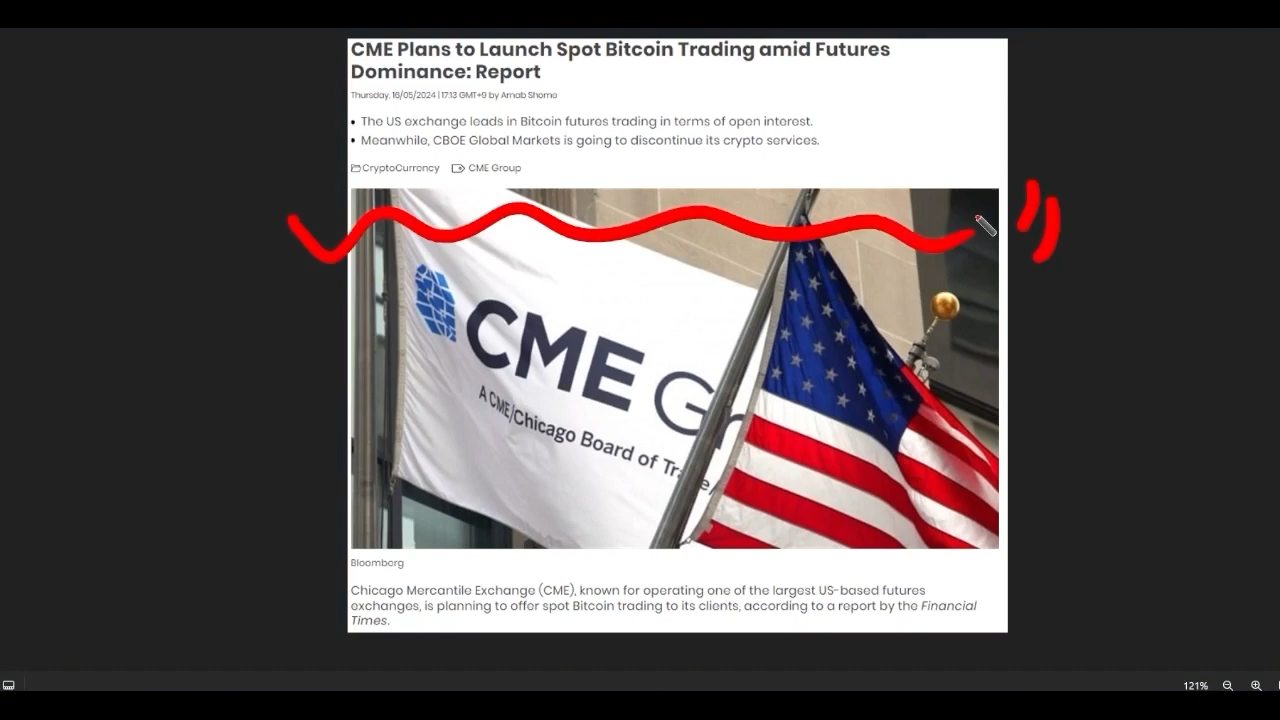 CME Plans to Launch Spot Bitcoin Trading amid Futures
Dominance: Report
Thursday, 16/05/2024 | 17:13 GMT+9 by Arnab Shome
• The US exchange leads in Bitcoin futures trading in terms of open interest.
• Meanwhile, CBOE Global Markets is going to discontinue its crypto services.
CryptoCurrency CME Group
CME Gr
A CME/Chicago Board of Trade/
Bloomberg
Chicago Mercantile Exchange (CME), known for operating one of the largest US-based futures
exchanges, is planning to offer spot Bitcoin trading to its clients, according to a report by the Financial
Times.
121%